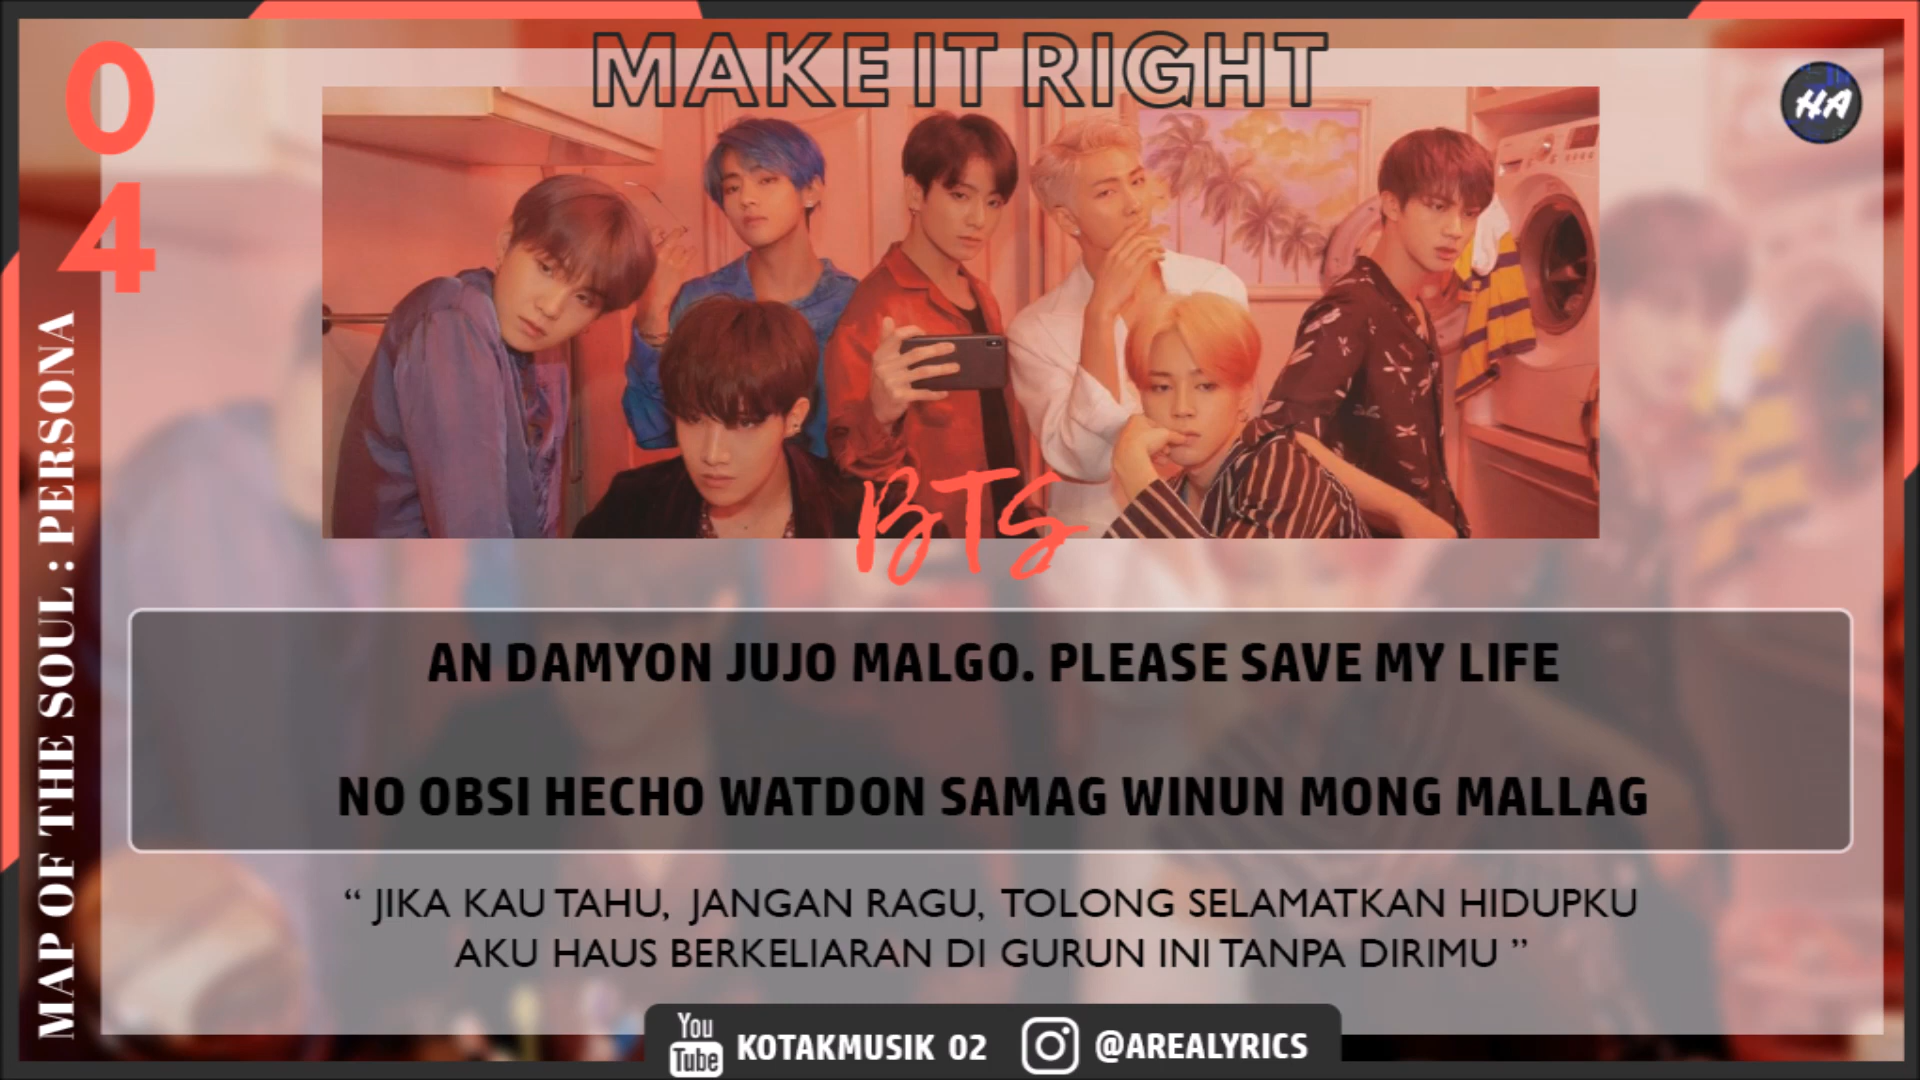 MAKE IT RIGHT
04
MAP OF THE SOUL : PERSONA
HA
BTS
AN DAMYON JUJO MALGO. PLEASE SAVE MY LIFE
NO OBSI HECHO WATDON SAMAG WINUN MONG MALLAG
“ JIKA KAU TAHU, JANGAN RAGU, TOLONG SELAMATKAN HIDUPKU
AKU HAUS BERKELIARAN DI GURUN INI TANPA DIRIMU ”
You Tube KOTAKMUSIK 02 @AREALYRICS